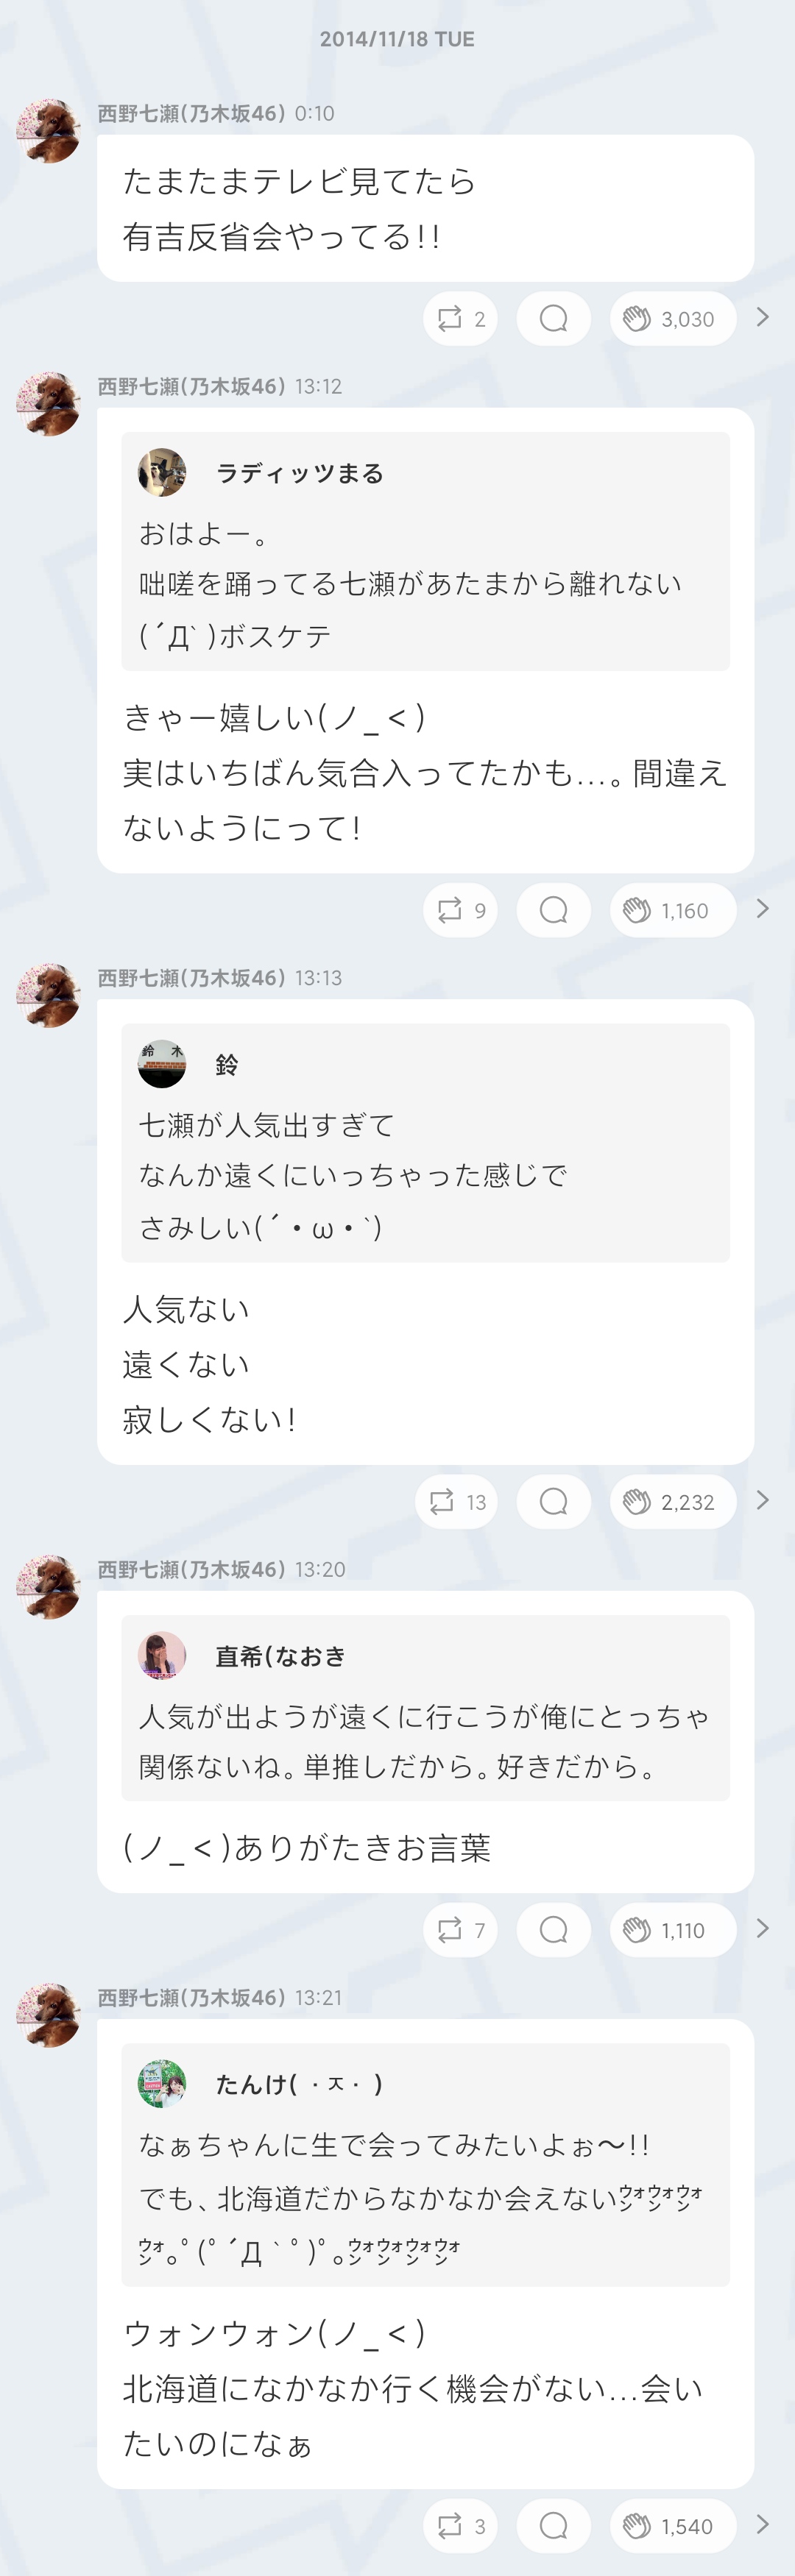 2014/11/18 TUE
西野七瀬(乃木坂46) 0:10
たまたまテレビ見てたら
有吉反省会やってる!!
2
3,030
西野七瀬(乃木坂46) 13:12
ラディッツまる
おはよー。
咄嗟を踊ってる七瀬があたまから離れない
(´Д` )ボスケテ
きゃー嬉しい(ノ_<)
実はいちばん気合入ってたかも...。間違え
ないようにって!
9
1,160
西野七瀬(乃木坂46) 13:13
鈴 木
鈴
七瀬が人気出すぎて
なんか遠くにいっちゃった感じで
さみしい(´・ω・`)
人気ない
遠くない
寂しくない!
13
2,232
西野七瀬(乃木坂46) 13:20
直希(なおき
人気が出ようが遠くに行こうが俺にとっちゃ
関係ないね。単推しだから。好きだから。
(ノ_<)ありがたきお言葉
7
1,110
西野七瀬(乃木坂46) 13:21
たんけ( ・ㅈ・ )
なぁちゃんに生で会ってみたいよぉ〜!!
でも、北海道だからなかなか会えない㌆㌆㌆
㌆｡ﾟ(ﾟ´Д｀ﾟ)ﾟ｡㌆㌆㌆㌆
ウォンウォン(ノ_<)
北海道になかなか行く機会がない...会い
たいのになぁ
3
1,540